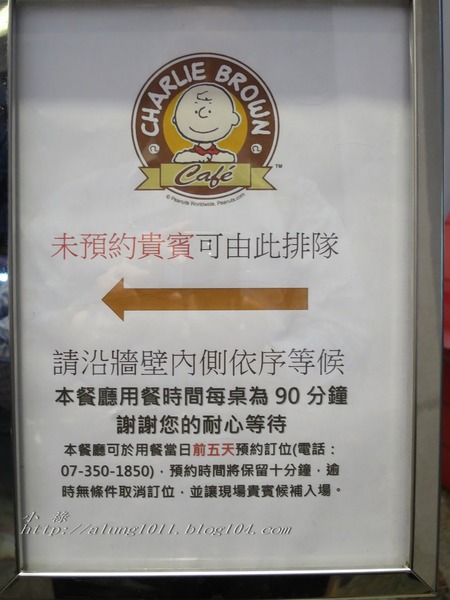 CHARLIE BROWN
Café
TM
© Peanuts Worldwide, Peanuts.com
未預約貴賓可由此排隊
請沿牆壁內側依序等候
本餐廳用餐時間每桌為 90 分鐘
謝謝您的耐心等待
本餐廳可於用餐當日前五天預約訂位(電話：
07-350-1850)，預約時間將保留十分鐘，逾
時無條件取消訂位，並讓現場貴賓候補入場。
小祿
http://alung1011.blog104.com/